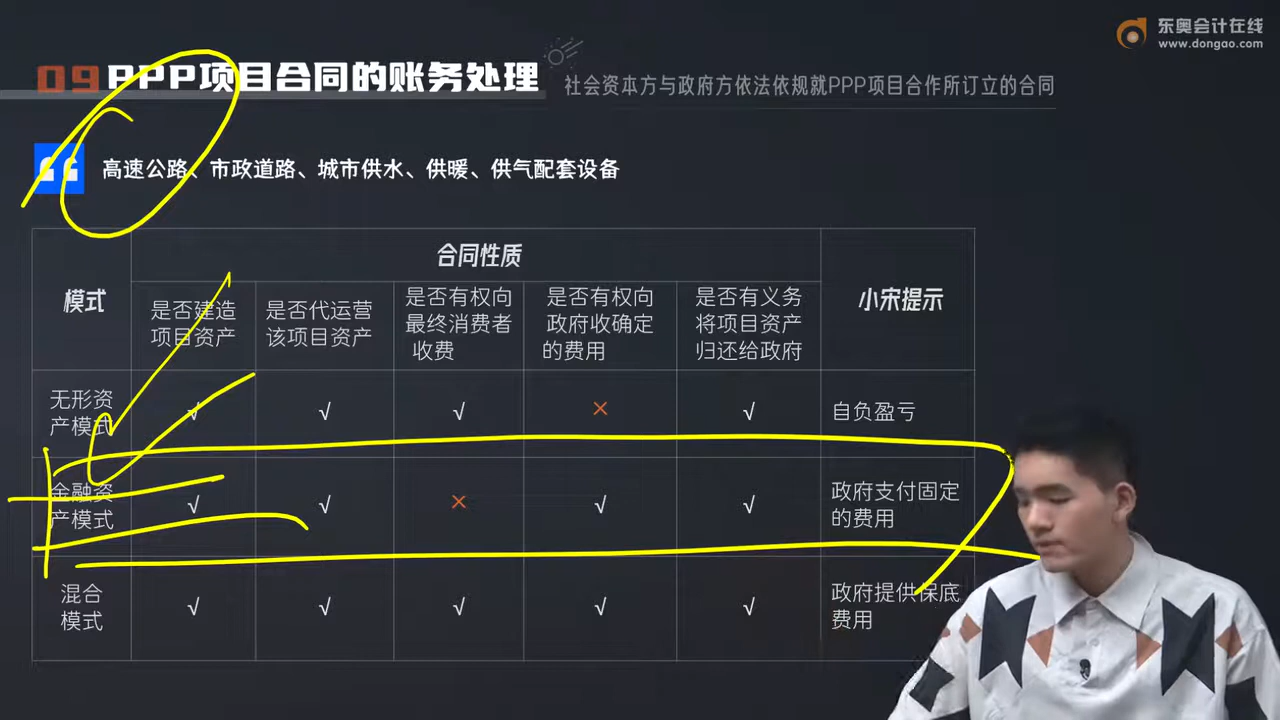 东奥会计在线
www.dongao.com
09 PPP项目合同的账务处理
社会资本方与政府方依法依规就PPP项目合作所订立的合同
高速公路、市政道路、城市供水、供暖、供气配套设备
模式
合同性质
小宋提示
是否建造
项目资产
是否代运营
该项目资产
是否有权向
最终消费者
收费
是否有权向
政府收确定
的费用
是否有义务
将项目资产
归还给政府
无形资
产模式
√ √ √ × √
自负盈亏
金融资
产模式
√ √ × √ √
政府支付固定
的费用
混合
模式
√ √ √ √ √
政府提供保底
费用